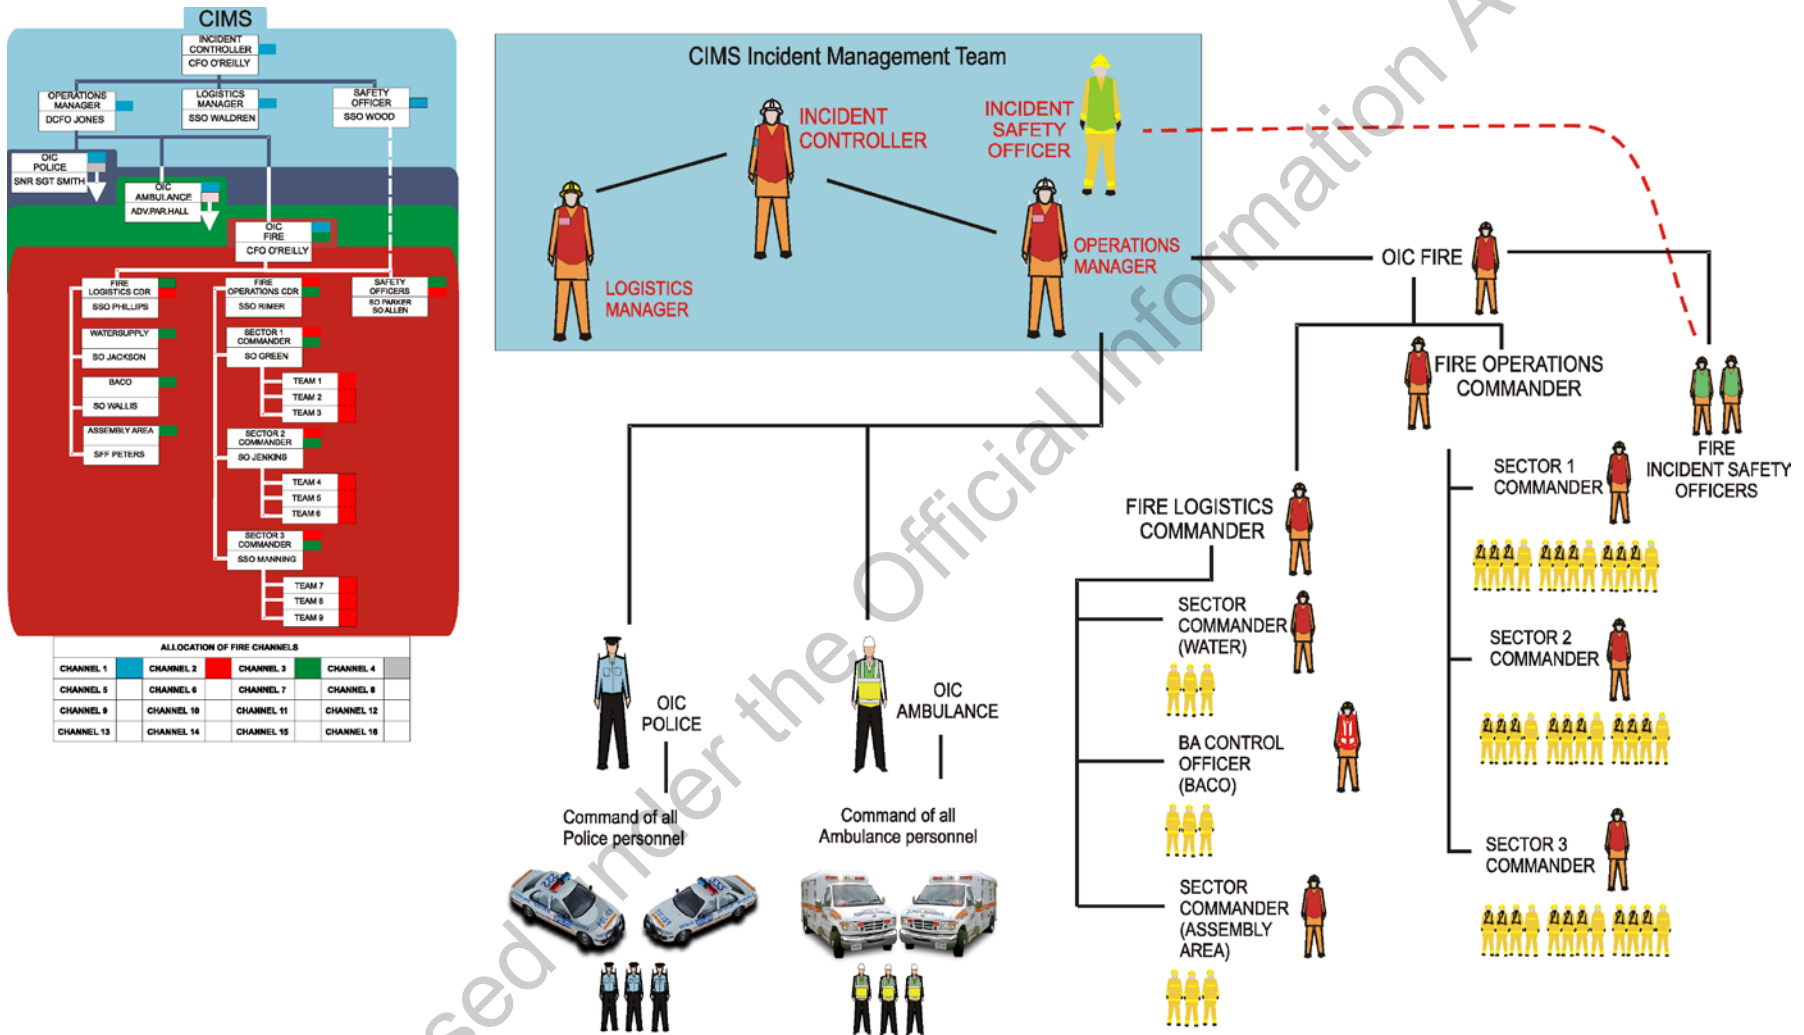 CIMS
INCIDENT
CONTROLLER
CFO O'REILLY
OPERATIONS
MANAGER
DCFO JONES
LOGISTICS
MANAGER
SSO WALDREN
SAFETY
OFFICER
SSO WOOD
OIC
POLICE
SNR SGT SMITH
OIC
AMBULANCE
ADV.PAR.HALL
OIC
FIRE
CFO O'REILLY
FIRE
LOGISTICS CDR
SSO PHILLIPS
WATERSUPPLY
SO JACKSON
BACO
SO WALLIS
ASSEMBLY AREA
SFF PETERS
FIRE
OPERATIONS CDR
SSO RIMER
SECTOR 1
COMMANDER
SO GREEN
TEAM 1
TEAM 2
TEAM 3
SECTOR 2
COMMANDER
SO JENKINS
TEAM 4
TEAM 5
TEAM 6
SECTOR 3
COMMANDER
SSO MANNING
TEAM 7
TEAM 8
TEAM 9
SAFETY
OFFICERS
SO PARKER
SO ALLEN
ALLOCATION OF FIRE CHANNELS
CHANNEL 1 CHANNEL 2 CHANNEL 3 CHANNEL 4
CHANNEL 5 CHANNEL 6 CHANNEL 7 CHANNEL 8
CHANNEL 9 CHANNEL 10 CHANNEL 11 CHANNEL 12
CHANNEL 13 CHANNEL 14 CHANNEL 15 CHANNEL 16
CIMS Incident Management Team
INCIDENT
CONTROLLER
INCIDENT
SAFETY
OFFICER
LOGISTICS
MANAGER
OPERATIONS
MANAGER
OIC FIRE
FIRE OPERATIONS
COMMANDER
FIRE
INCIDENT SAFETY
OFFICERS
SECTOR 1
COMMANDER
SECTOR 2
COMMANDER
SECTOR 3
COMMANDER
FIRE LOGISTICS
COMMANDER
SECTOR
COMMANDER
(WATER)
BA CONTROL
OFFICER
(BACO)
SECTOR
COMMANDER
(ASSEMBLY
AREA)
OIC
POLICE
Command of all
Police personnel
OIC
AMBULANCE
Command of all
Ambulance personnel
under the Official Information